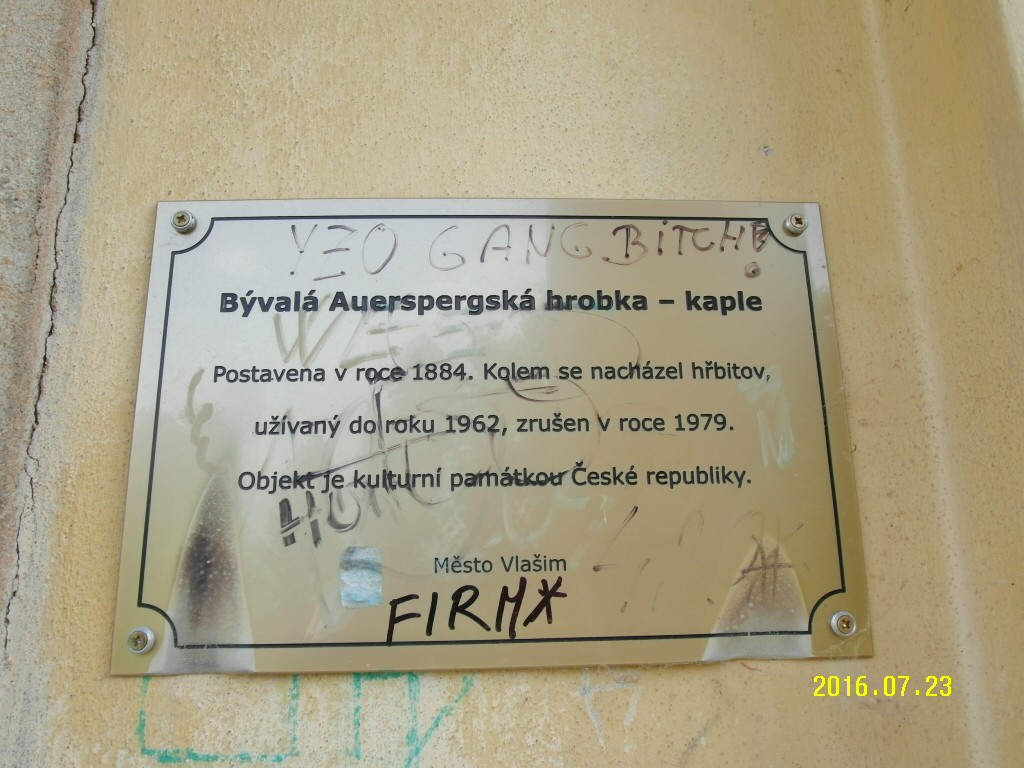 YZO GANG BITCH
Bývalá Auerspergská hrobka – kaple
Postavena v roce 1884. Kolem se nacházel hřbitov,
užívaný do roku 1962, zrušen v roce 1979.
Objekt je kulturní památkou České republiky.
Město Vlašim
FIRMX
2016.07.23